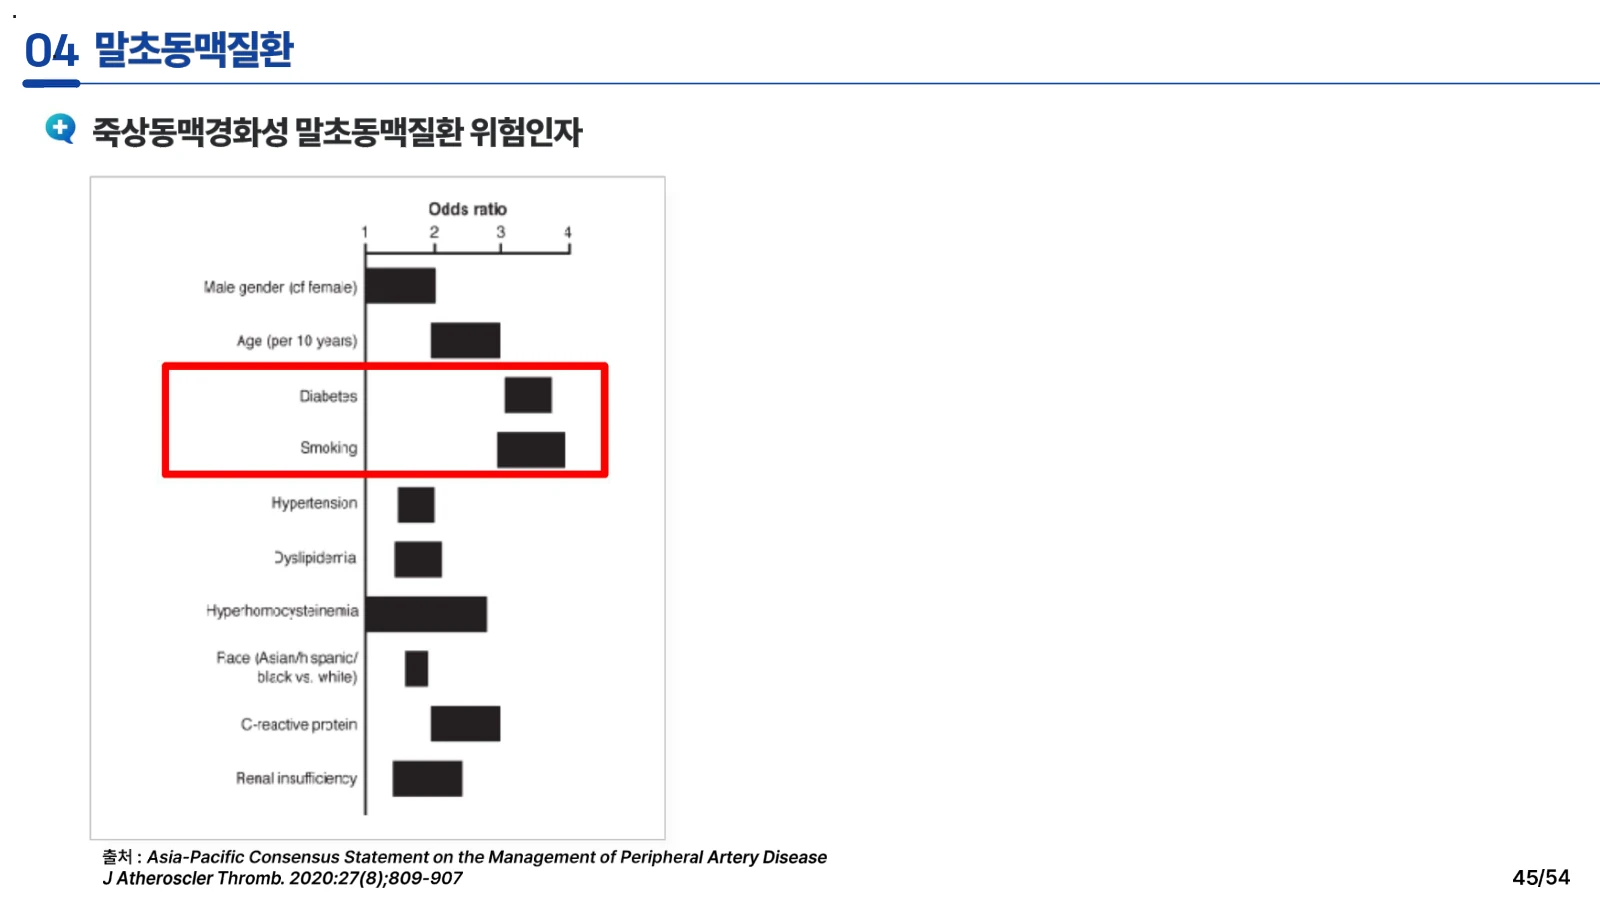 .
04 말초동맥질환
죽상동맥경화성 말초동맥질환 위험인자
Odds ratio
1 2 3 4
Male gender (cf female)
Age (per 10 years)
Diabetes
Smoking
Hypertension
Dyslipidemia
Hyperhomocysteinemia
Race (Asian/hispanic/
black vs. white)
C-reactive protein
Renal insufficiency
출처 : Asia-Pacific Consensus Statement on the Management of Peripheral Artery Disease
J Atheroscler Thromb. 2020:27(8);809-907
45/54